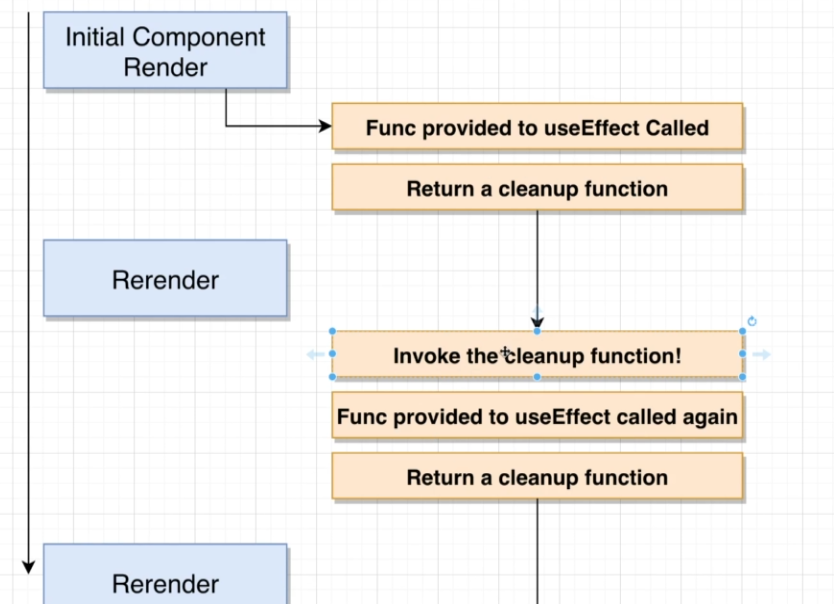 Initial Component
Render
Func provided to useEffect Called
Return a cleanup function
Rerender
Invoke the cleanup function!
Func provided to useEffect called again
Return a cleanup function
Rerender